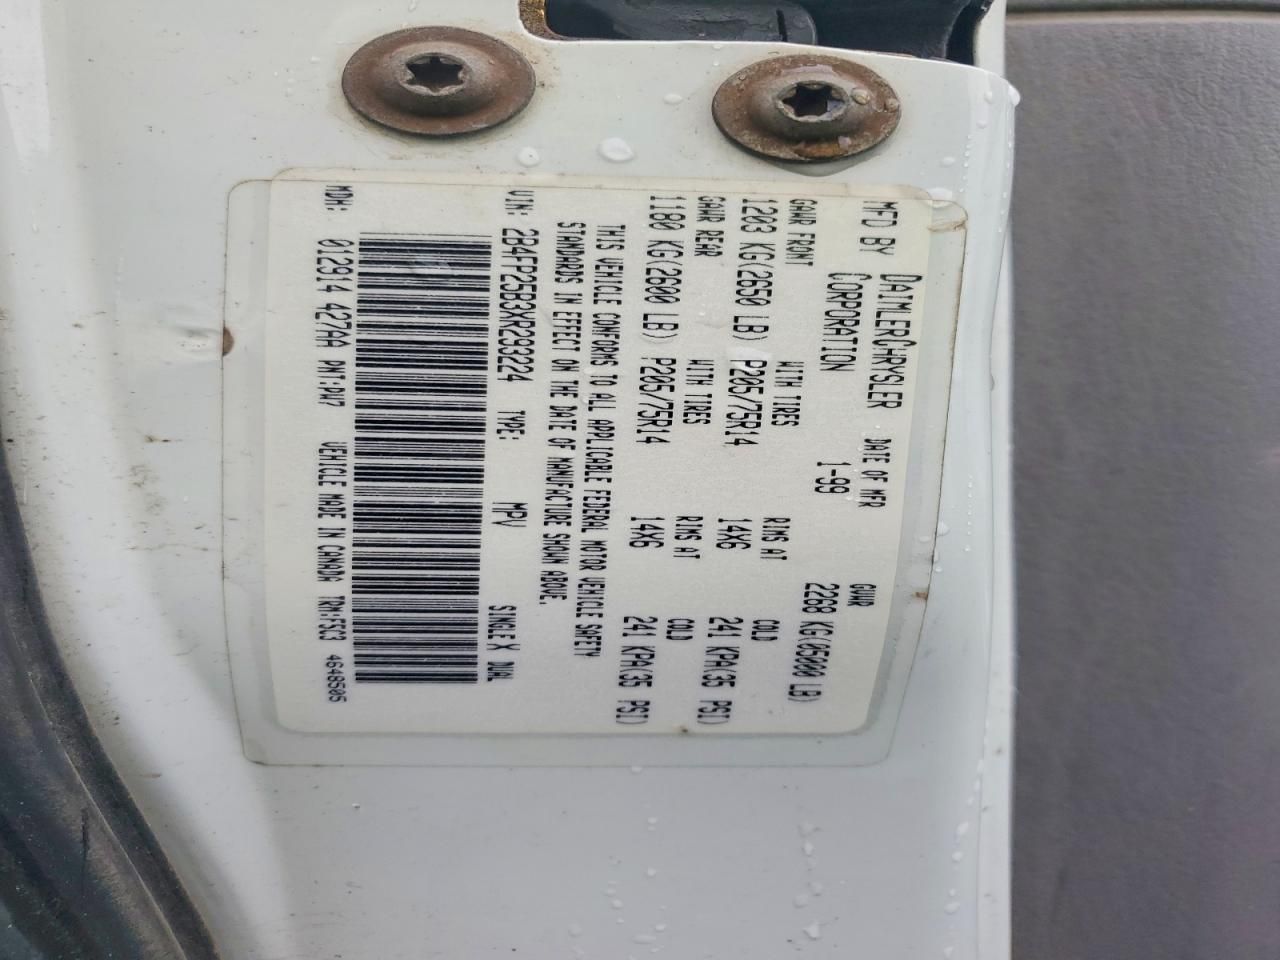 MFD BY DAIMLERCHRYSLER CORPORATION DATE OF MFR 1-99 GVWR 2268 KG(05000 LB)
GAWR FRONT WITH TIRES RIMS AT COLD
1203 KG(2650 LB) P205/75R14 14X6 241 KPA(35 PSI)
GAWR REAR WITH TIRES RIMS AT COLD
1180 KG(2600 LB) P205/75R14 14X6 241 KPA(35 PSI)
THIS VEHICLE CONFORMS TO ALL APPLICABLE FEDERAL MOTOR VEHICLE SAFETY
STANDARDS IN EFFECT ON THE DATE OF MANUFACTURE SHOWN ABOVE.
VIN: 2B4FP25B3XR293224 TYPE: MPV SINGLE X DUAL
MDH: 012914 427AA PNT:PW7 VEHICLE MADE IN CANADA TRM:F5C3 4648505